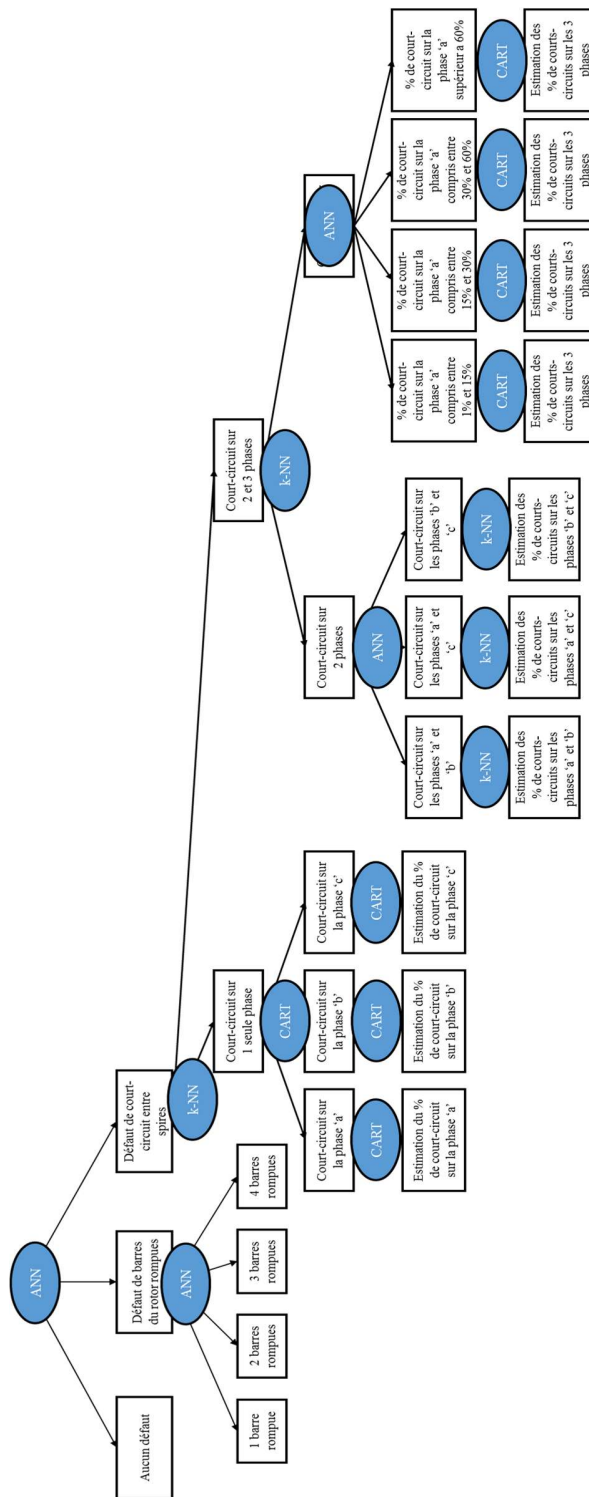 ANN
Aucun défaut
Défaut de barres
du rotor rompues
ANN
Défaut de court-
circuit entre
spires
k-NN
1 barre
rompue
2 barres
rompues
3 barres
rompues
4 barres
rompues
Court-circuit sur
1 seule phase
CART
Court-circuit sur
2 et 3 phases
k-NN
Court-circuit sur
la phase ‘a’
CART
Court-circuit sur
la phase ‘b’
CART
Court-circuit sur
la phase ‘c’
CART
Court-circuit sur
2 phases
ANN
ANN
Estimation du %
de court-circuit
sur la phase ‘a’
Estimation du %
de court-circuit
sur la phase ‘b’
Estimation du %
de court-circuit
sur la phase ‘c’
Court-circuit sur
les phases ‘a’ et
‘b’
k-NN
Court-circuit sur
les phases ‘a’ et
‘c’
k-NN
Court-circuit sur
les phases ‘b’ et
‘c’
k-NN
% de court-
circuit sur la
phase ‘a’
compris entre
1% et 15%
CART
% de court-
circuit sur la
phase ‘a’
compris entre
15% et 30%
CART
% de court-
circuit sur la
phase ‘a’
compris entre
30% et 60%
CART
% de court-
circuit sur la
phase ‘a’
supérieur a 60%
CART
Estimation des
% de courts-
circuits sur les
phases ‘a’ et ‘b’
Estimation des
% de courts-
circuits sur les
phases ‘a’ et ‘c’
Estimation des
% de courts-
circuits sur les
phases ‘b’ et ‘c’
Estimation des
% de courts-
circuits sur les 3
phases
Estimation des
% de courts-
circuits sur les 3
phases
Estimation des
% de courts-
circuits sur les 3
phases
Estimation des
% de courts-
circuits sur les 3
phases